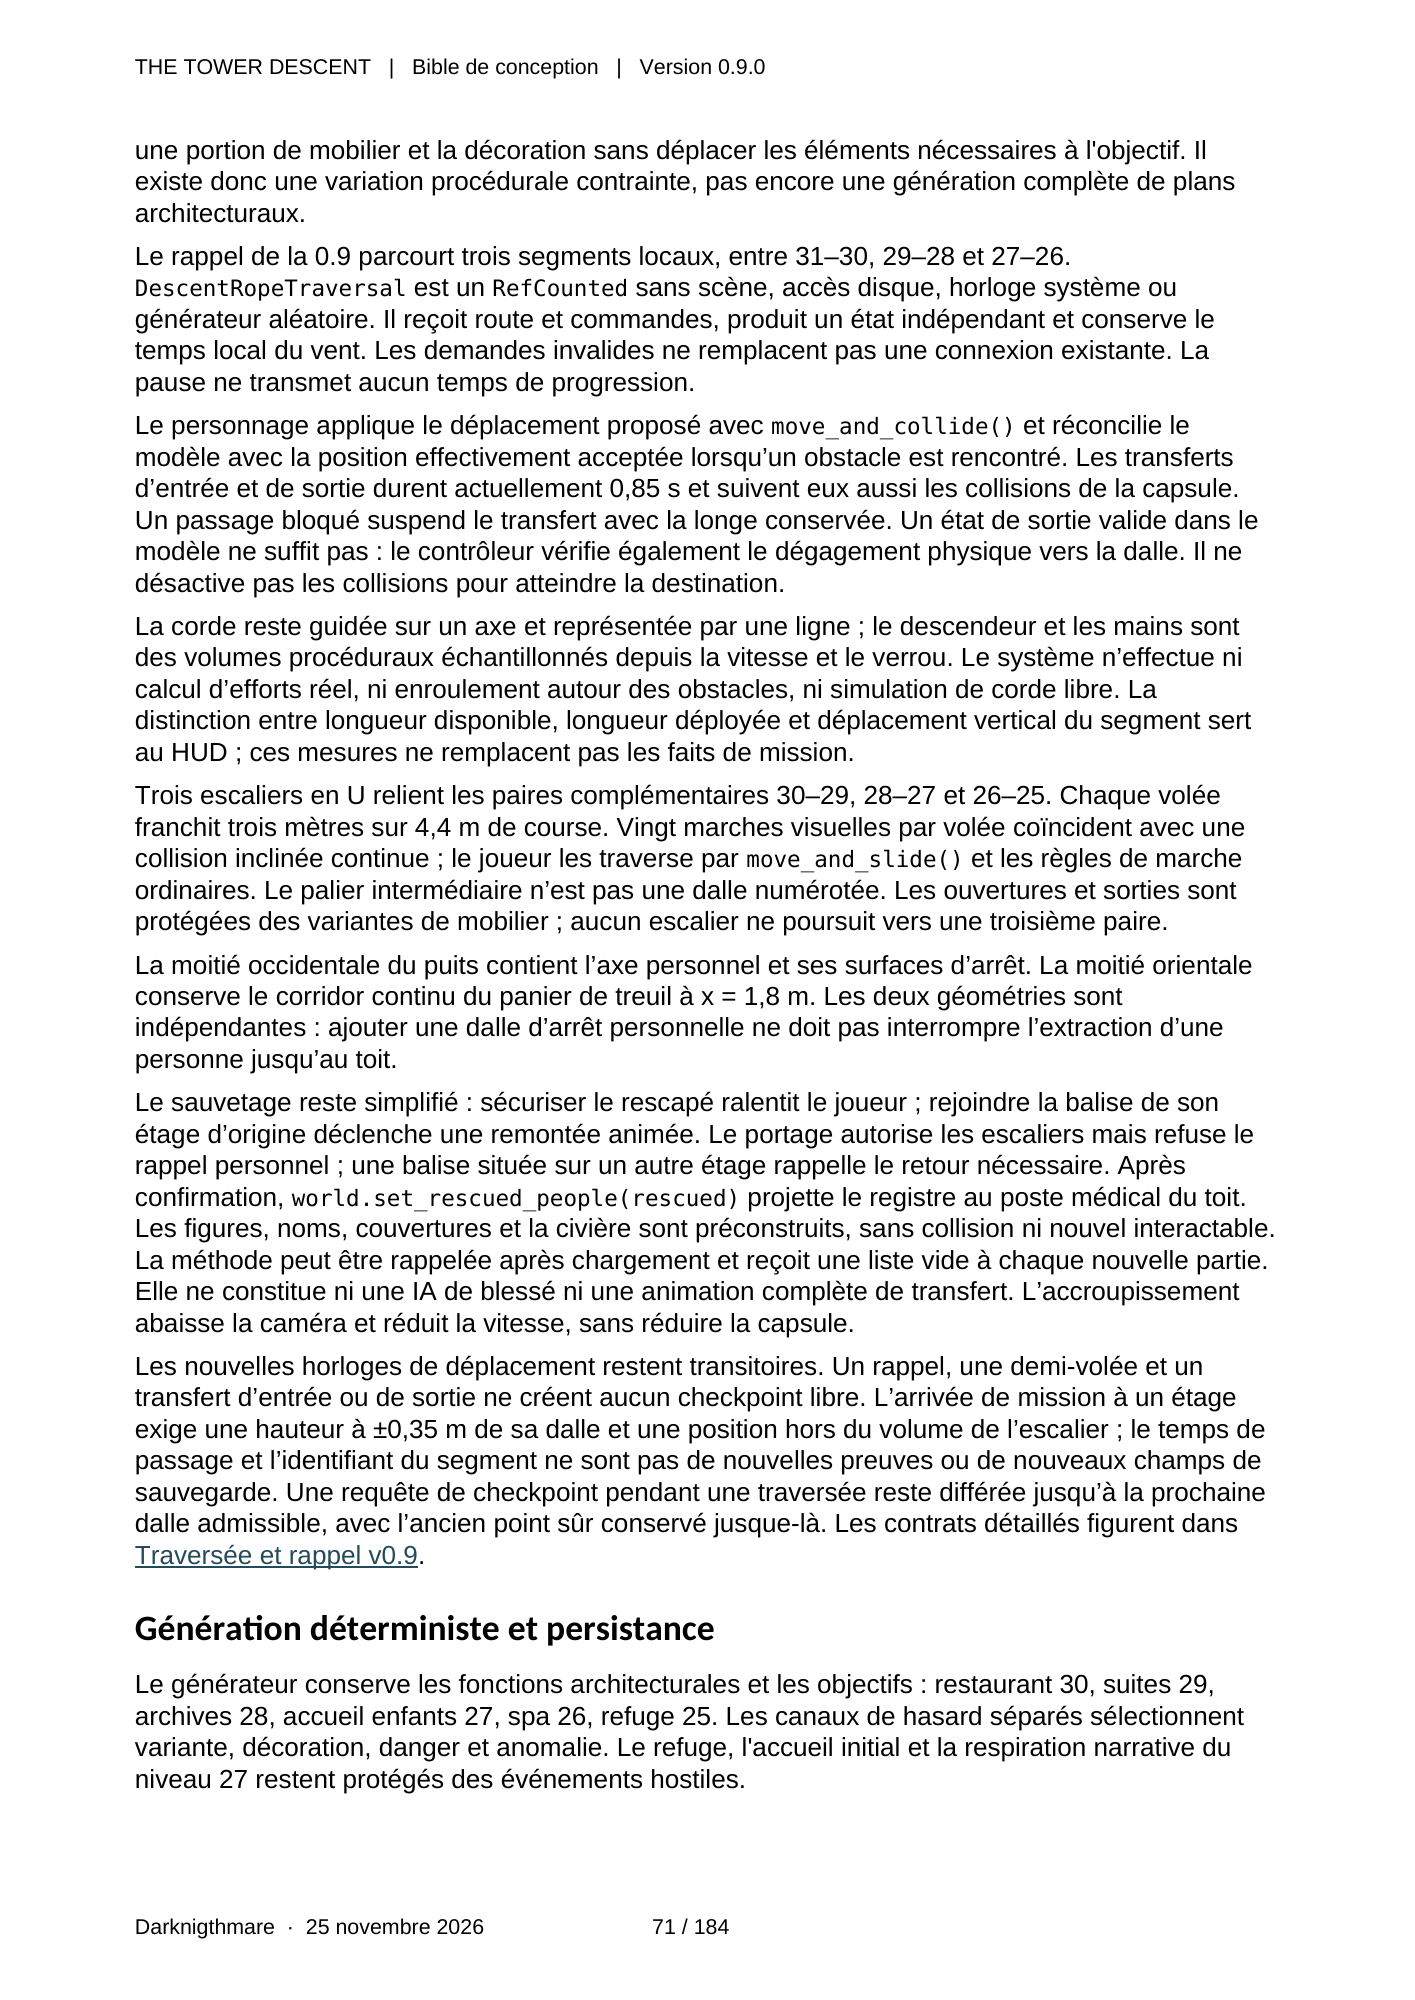 THE TOWER DESCENT | Bible de conception | Version 0.9.0
une portion de mobilier et la décoration sans déplacer les éléments nécessaires à l'objectif. Il
existe donc une variation procédurale contrainte, pas encore une génération complète de plans
architecturaux.
Le rappel de la 0.9 parcourt trois segments locaux, entre 31–30, 29–28 et 27–26.
DescentRopeTraversal est un RefCounted sans scène, accès disque, horloge système ou
générateur aléatoire. Il reçoit route et commandes, produit un état indépendant et conserve le
temps local du vent. Les demandes invalides ne remplacent pas une connexion existante. La
pause ne transmet aucun temps de progression.
Le personnage applique le déplacement proposé avec move_and_collide() et réconcilie le
modèle avec la position effectivement acceptée lorsqu’un obstacle est rencontré. Les transferts
d’entrée et de sortie durent actuellement 0,85 s et suivent eux aussi les collisions de la capsule.
Un passage bloqué suspend le transfert avec la longe conservée. Un état de sortie valide dans le
modèle ne suffit pas : le contrôleur vérifie également le dégagement physique vers la dalle. Il ne
désactive pas les collisions pour atteindre la destination.
La corde reste guidée sur un axe et représentée par une ligne ; le descendeur et les mains sont
des volumes procéduraux échantillonnés depuis la vitesse et le verrou. Le système n’effectue ni
calcul d’efforts réel, ni enroulement autour des obstacles, ni simulation de corde libre. La
distinction entre longueur disponible, longueur déployée et déplacement vertical du segment sert
au HUD ; ces mesures ne remplacent pas les faits de mission.
Trois escaliers en U relient les paires complémentaires 30–29, 28–27 et 26–25. Chaque volée
franchit trois mètres sur 4,4 m de course. Vingt marches visuelles par volée coïncident avec une
collision inclinée continue ; le joueur les traverse par move_and_slide() et les règles de marche
ordinaires. Le palier intermédiaire n’est pas une dalle numérotée. Les ouvertures et sorties sont
protégées des variantes de mobilier ; aucun escalier ne poursuit vers une troisième paire.
La moitié occidentale du puits contient l’axe personnel et ses surfaces d’arrêt. La moitié orientale
conserve le corridor continu du panier de treuil à x = 1,8 m. Les deux géométries sont
indépendantes : ajouter une dalle d’arrêt personnelle ne doit pas interrompre l’extraction d’une
personne jusqu’au toit.
Le sauvetage reste simplifié : sécuriser le rescapé ralentit le joueur ; rejoindre la balise de son
étage d’origine déclenche une remontée animée. Le portage autorise les escaliers mais refuse le
rappel personnel ; une balise située sur un autre étage rappelle le retour nécessaire. Après
confirmation, world.set_rescued_people(rescued) projette le registre au poste médical du toit.
Les figures, noms, couvertures et la civière sont préconstruits, sans collision ni nouvel interactable.
La méthode peut être rappelée après chargement et reçoit une liste vide à chaque nouvelle partie.
Elle ne constitue ni une IA de blessé ni une animation complète de transfert. L’accroupissement
abaisse la caméra et réduit la vitesse, sans réduire la capsule.
Les nouvelles horloges de déplacement restent transitoires. Un rappel, une demi-volée et un
transfert d’entrée ou de sortie ne créent aucun checkpoint libre. L’arrivée de mission à un étage
exige une hauteur à ±0,35 m de sa dalle et une position hors du volume de l’escalier ; le temps de
passage et l’identifiant du segment ne sont pas de nouvelles preuves ou de nouveaux champs de
sauvegarde. Une requête de checkpoint pendant une traversée reste différée jusqu’à la prochaine
dalle admissible, avec l’ancien point sûr conservé jusque-là. Les contrats détaillés figurent dans
Traversée et rappel v0.9.
Génération déterministe et persistance
Le générateur conserve les fonctions architecturales et les objectifs : restaurant 30, suites 29,
archives 28, accueil enfants 27, spa 26, refuge 25. Les canaux de hasard séparés sélectionnent
variante, décoration, danger et anomalie. Le refuge, l'accueil initial et la respiration narrative du
niveau 27 restent protégés des événements hostiles.
Darknigthmare · 25 novembre 2026 71 / 184